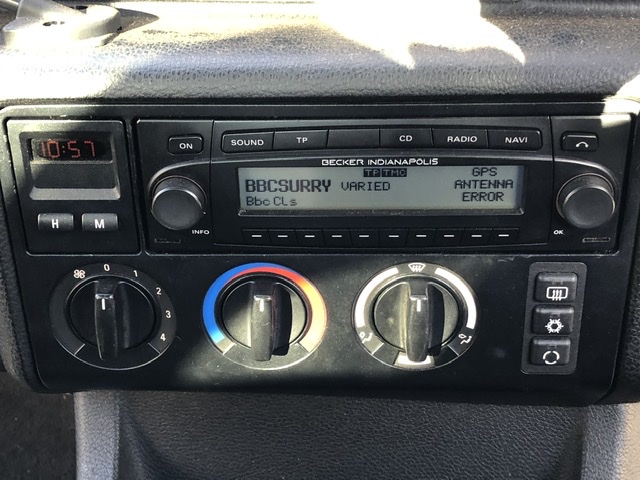 10:57
H M
ON SOUND TP CD RADIO NAVI
BECKER INDIANAPOLIS
TP TMC GPS
BBCSURRY VARIED ANTENNA
Bbc Cls ERROR
INFO OK
0 1 2 3 4